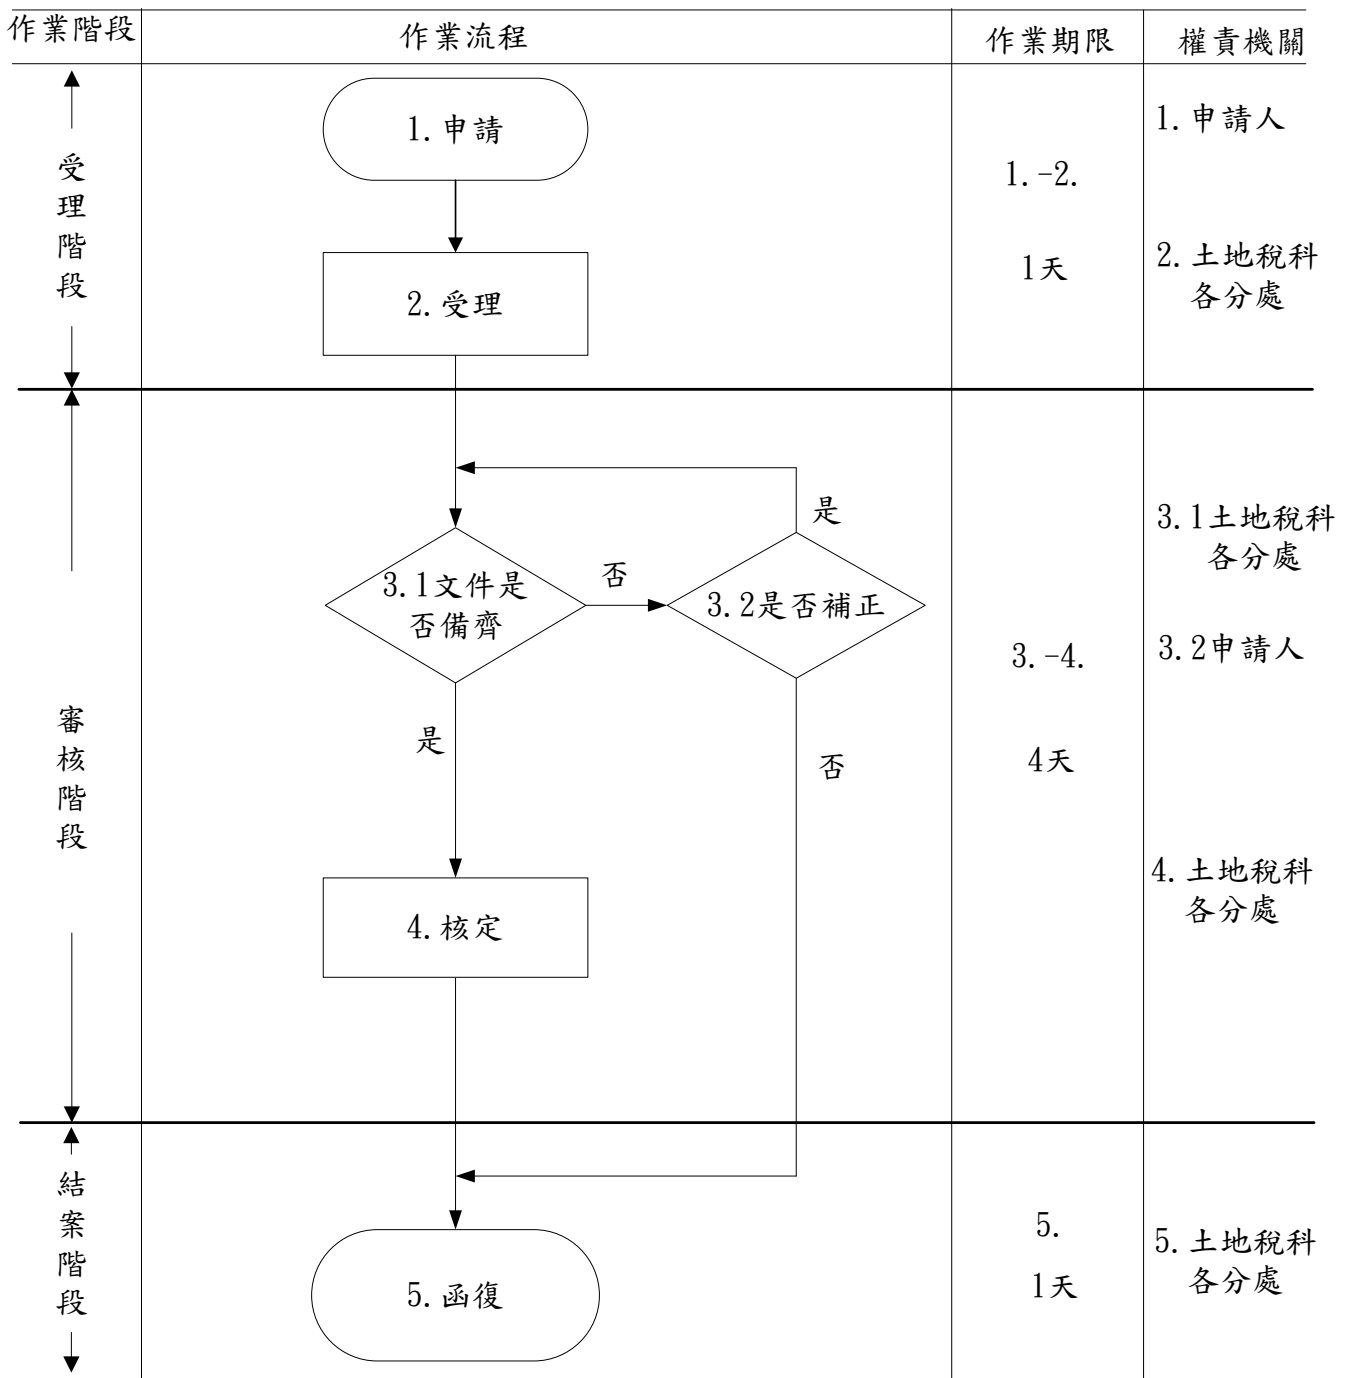 作業階段
作業流程
作業期限
權責機關
受理階段
1.申請
2.受理
1.-2.
1天
1.申請人
2.土地稅科
各分處
審核階段
3.1文件是
否備齊
否
3.2是否補正
是
是
否
4.核定
3.-4.
4天
3.1土地稅科
各分處
3.2申請人
4.土地稅科
各分處
結案階段
5.函復
5.
1天
5.土地稅科
各分處